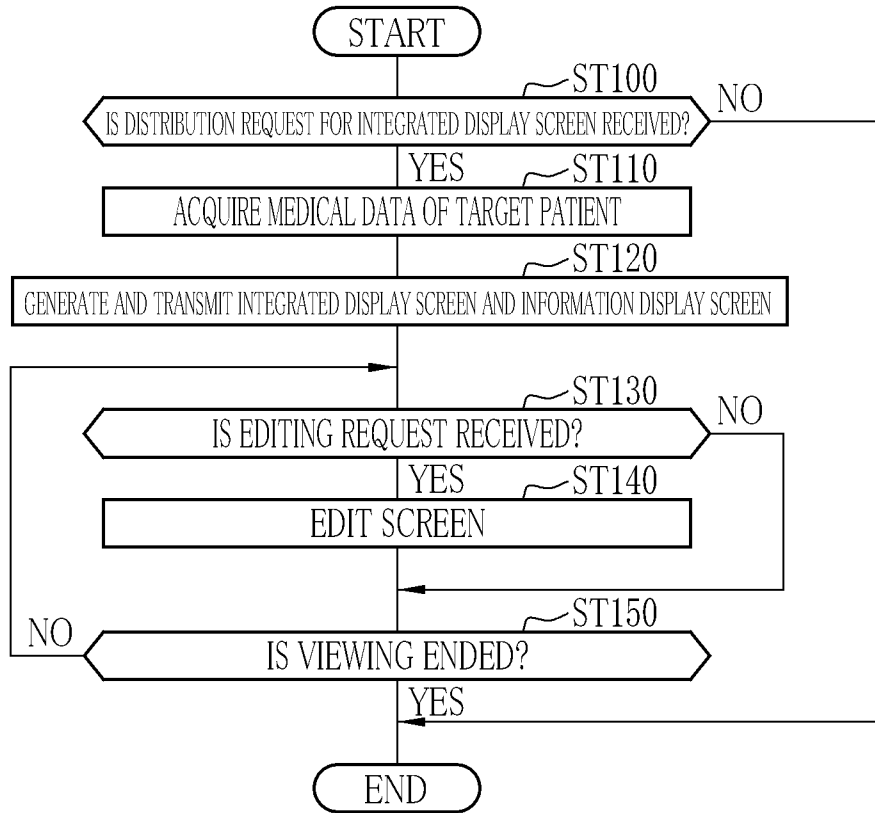 START
ST100
NO
IS DISTRIBUTION REQUEST FOR INTEGRATED DISPLAY SCREEN RECEIVED?
YES
ST110
ACQUIRE MEDICAL DATA OF TARGET PATIENT
ST120
GENERATE AND TRANSMIT INTEGRATED DISPLAY SCREEN AND INFORMATION DISPLAY SCREEN
ST130
NO
IS EDITING REQUEST RECEIVED?
YES
ST140
EDIT SCREEN
ST150
NO
IS VIEWING ENDED?
YES
END